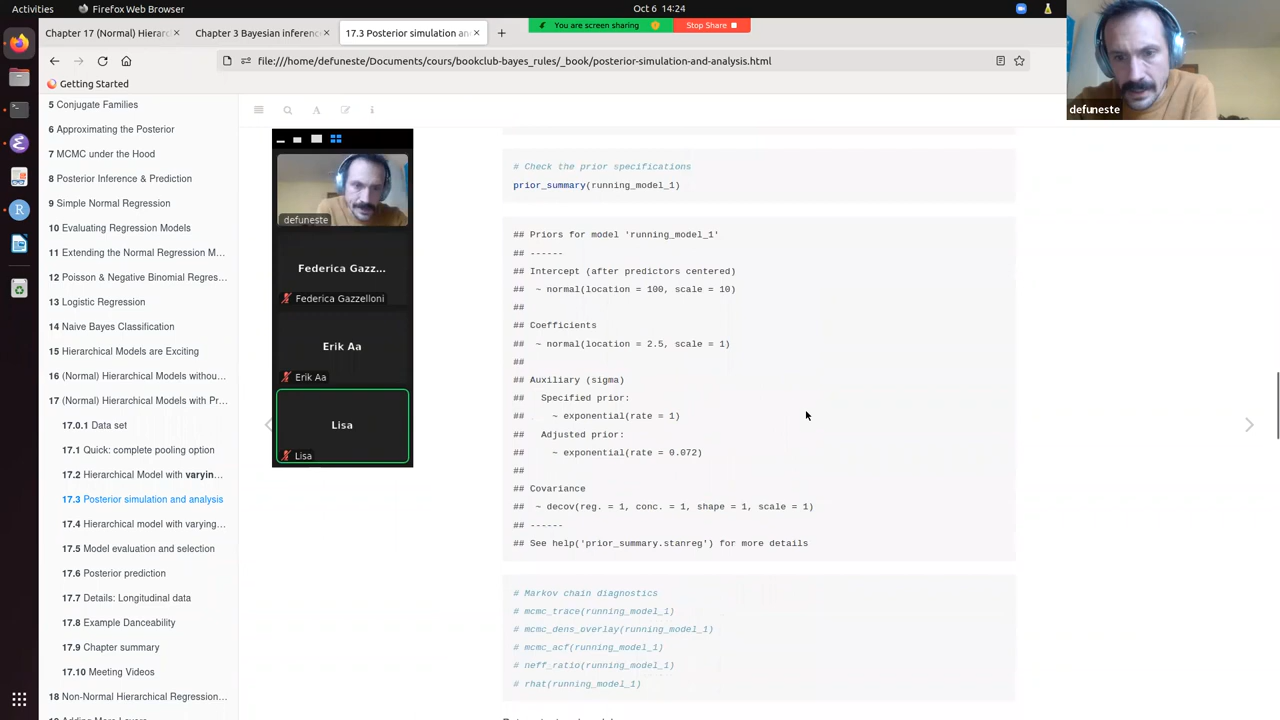 Activities
Firefox Web Browser
Oct 6 14:24
Chapter 17 (Normal) Hierarc
Chapter 3 Bayesian inferenc
17.3 Posterior simulation an
You are screen sharing
Stop Share
file:///home/defuneste/Documents/cours/bookclub-bayes_rules/_book/posterior-simulation-and-analysis.html
Getting Started
defuneste
5 Conjugate Families
6 Approximating the Posterior
7 MCMC under the Hood
8 Posterior Inference & Prediction
9 Simple Normal Regression
10 Evaluating Regression Models
11 Extending the Normal Regression M...
12 Poisson & Negative Binomial Regres...
13 Logistic Regression
14 Naive Bayes Classification
15 Hierarchical Models are Exciting
16 (Normal) Hierarchical Models withou...
17 (Normal) Hierarchical Models with Pr...
17.0.1 Data set
17.1 Quick: complete pooling option
17.2 Hierarchical Model with varyin...
17.3 Posterior simulation and analysis
17.4 Hierarchical model with varying...
17.5 Model evaluation and selection
17.6 Posterior prediction
17.7 Details: Longitudinal data
17.8 Example Danceability
17.9 Chapter summary
17.10 Meeting Videos
18 Non-Normal Hierarchical Regression...
defuneste
Federica Gazz...
Federica Gazzelloni
Erik Aa
Erik Aa
Lisa
Lisa
# Check the prior specifications
prior_summary(running_model_1)
## Priors for model 'running_model_1'
## ------
## Intercept (after predictors centered)
## ~ normal(location = 100, scale = 10)
##
## Coefficients
## ~ normal(location = 2.5, scale = 1)
##
## Auxiliary (sigma)
## Specified prior:
## ~ exponential(rate = 1)
## Adjusted prior:
## ~ exponential(rate = 0.072)
##
## Covariance
## ~ decov(reg. = 1, conc. = 1, shape = 1, scale = 1)
## ------
## See help('prior_summary.stanreg') for more details
# Markov chain diagnostics
# mcmc_trace(running_model_1)
# mcmc_dens_overlay(running_model_1)
# mcmc_acf(running_model_1)
# neff_ratio(running_model_1)
# rhat(running_model_1)